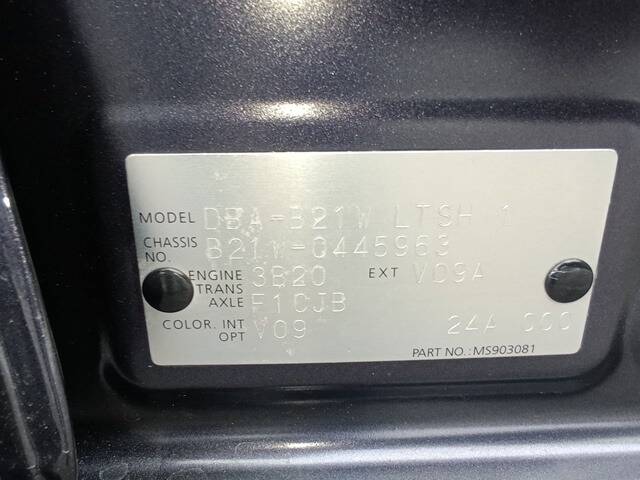 MODEL DBA-B21W LTSH 1
CHASSIS NO. B21W-0445963
ENGINE 3B20 EXT V09A
TRANS AXLE F1CJB
COLOR. INT OPT V09 24A 000
PART NO.: MS903081